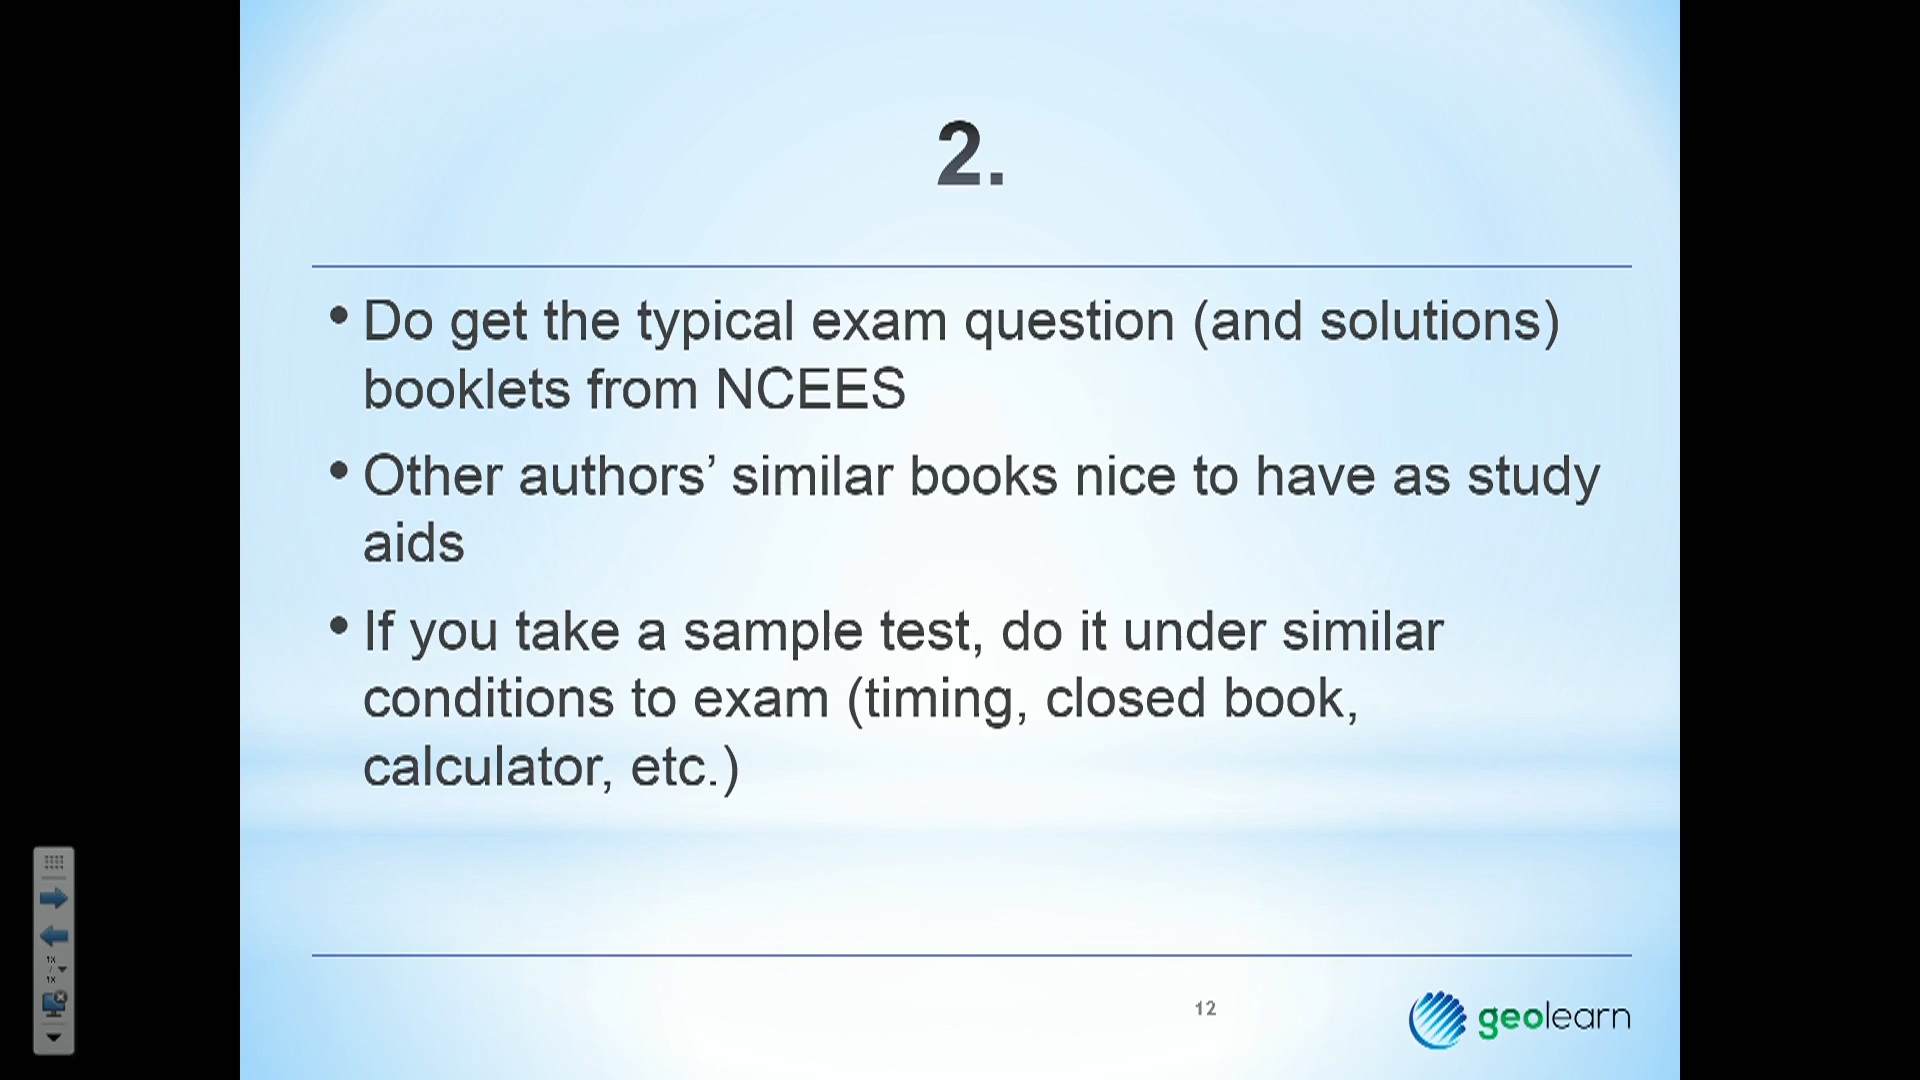 2.
• Do get the typical exam question (and solutions)
booklets from NCEES
• Other authors’ similar books nice to have as study
aids
• If you take a sample test, do it under similar
conditions to exam (timing, closed book,
calculator, etc.)
1X
/
1X
12
geolearn